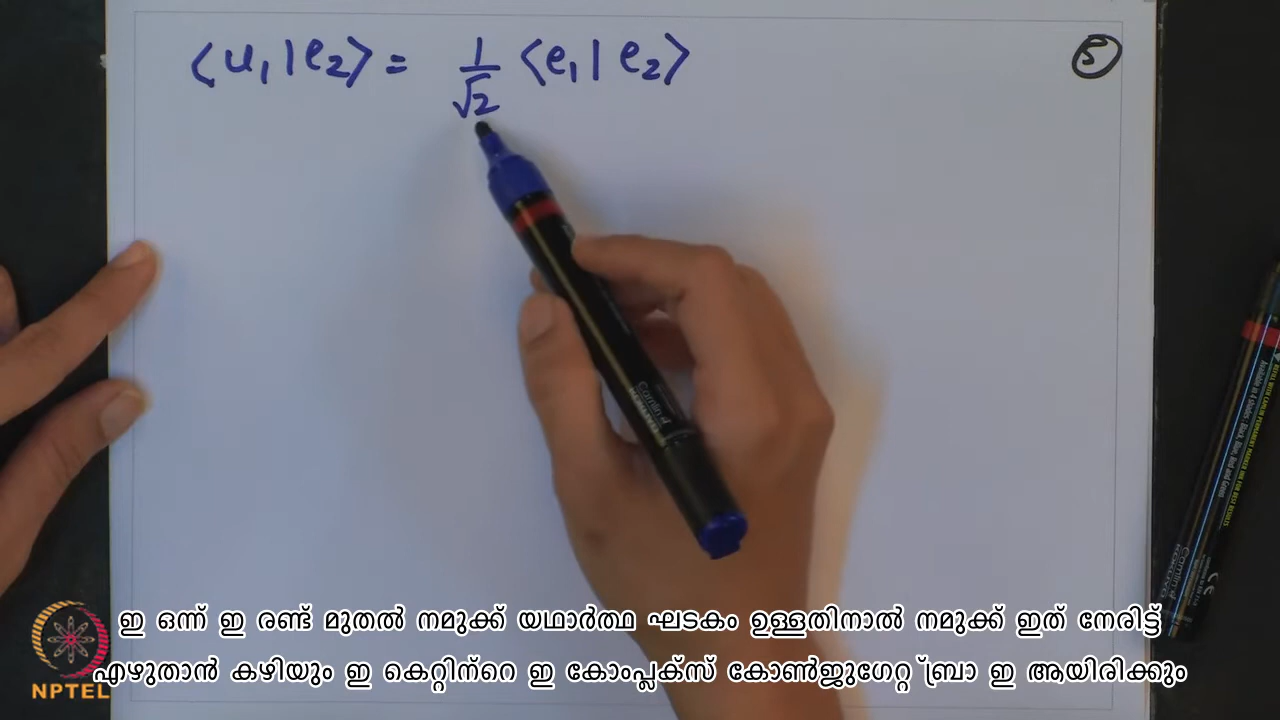 ⟨u₁|e₂⟩ = 1/√2 ⟨e₁|e₂⟩
5
ഇ ഒന്ന് ഇ രണ്ട് മുതൽ നമുക്ക് യഥാർത്ഥ ഘടകം ഉള്ളതിനാൽ നമുക്ക് ഇത് നേരിട്ട്
എഴുതാൻ കഴിയും ഇ കെറ്റിന്റെ ഇ കോംപ്ലക്സ് കോൺജുഗേറ്റ് ബ്രാ ഇ ആയിരിക്കും
NPTEL